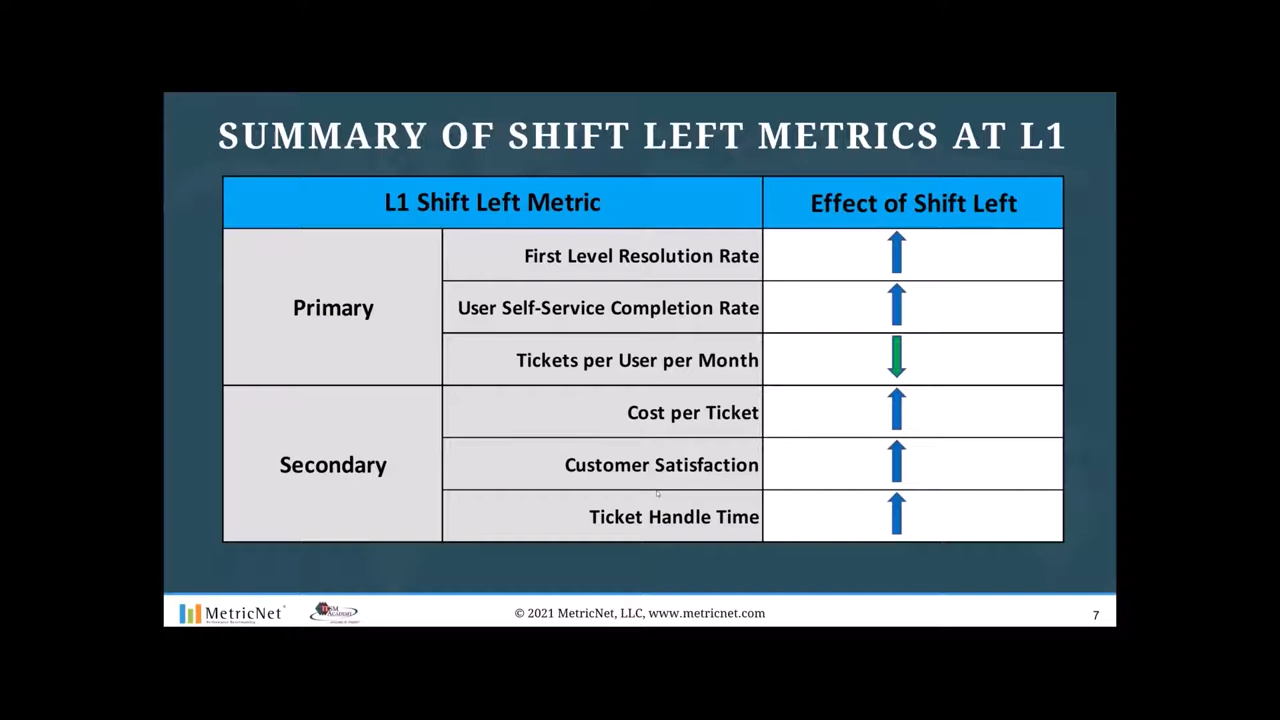 SUMMARY OF SHIFT LEFT METRICS AT L1
L1 Shift Left Metric
Effect of Shift Left
Primary
First Level Resolution Rate
User Self-Service Completion Rate
Tickets per User per Month
Secondary
Cost per Ticket
Customer Satisfaction
Ticket Handle Time
MetricNet
© 2021 MetricNet, LLC, www.metricnet.com
7